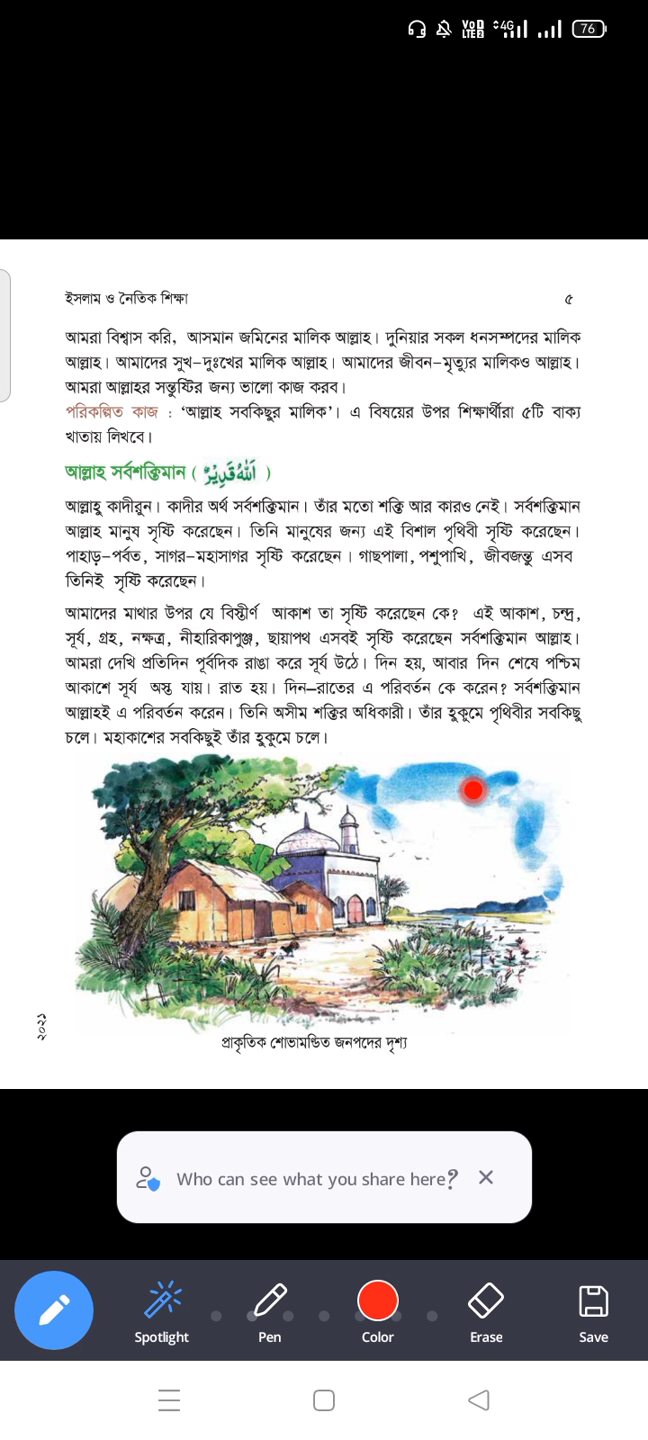 VoD LTE2 4G 76
ইসলাম ও নৈতিক শিক্ষা ৫
আমরা বিশ্বাস করি, আসমান জমিনের মালিক আল্লাহ। দুনিয়ার সকল ধনসম্পদের মালিক
আল্লাহ। আমাদের সুখ-দুঃখের মালিক আল্লাহ। আমাদের জীবন-মৃত্যুর মালিকও আল্লাহ।
আমরা আল্লাহর সন্তুষ্টির জন্য ভালো কাজ করব।
পরিকল্পিত কাজ : ‘আল্লাহ সবকিছুর মালিক’। এ বিষয়ের উপর শিক্ষার্থীরা ৫টি বাক্য
খাতায় লিখবে।
আল্লাহ সর্বশক্তিমান ( اَللّٰهُ قَدِيْرٌ )
আল্লাহু কাদীরুন। কাদীর অর্থ সর্বশক্তিমান। তাঁর মতো শক্তি আর কারও নেই। সর্বশক্তিমান
আল্লাহ মানুষ সৃষ্টি করেছেন। তিনি মানুষের জন্য এই বিশাল পৃথিবী সৃষ্টি করেছেন।
পাহাড়-পর্বত, সাগর-মহাসাগর সৃষ্টি করেছেন। গাছপালা, পশুপাখি, জীবজন্তু এসব
তিনিই সৃষ্টি করেছেন।
আমাদের মাথার উপর যে বিস্তীর্ণ আকাশ তা সৃষ্টি করেছেন কে? এই আকাশ, চন্দ্র,
সূর্য, গ্রহ, নক্ষত্র, নীহারিকাপুঞ্জ, ছায়াপথ এসবই সৃষ্টি করেছেন সর্বশক্তিমান আল্লাহ।
আমরা দেখি প্রতিদিন পূর্বদিক রাঙা করে সূর্য উঠে। দিন হয়, আবার দিন শেষে পশ্চিম
আকাশে সূর্য অস্ত যায়। রাত হয়। দিন-রাতের এ পরিবর্তন কে করেন? সর্বশক্তিমান
আল্লাহই এ পরিবর্তন করেন। তিনি অসীম শক্তির অধিকারী। তাঁর হুকুমে পৃথিবীর সবকিছু
চলে। মহাকাশের সবকিছুই তাঁর হুকুমে চলে।
২০২১
প্রাকৃতিক শোভামন্ডিত জনপদের দৃশ্য
Who can see what you share here?
Spotlight Pen Color Erase Save